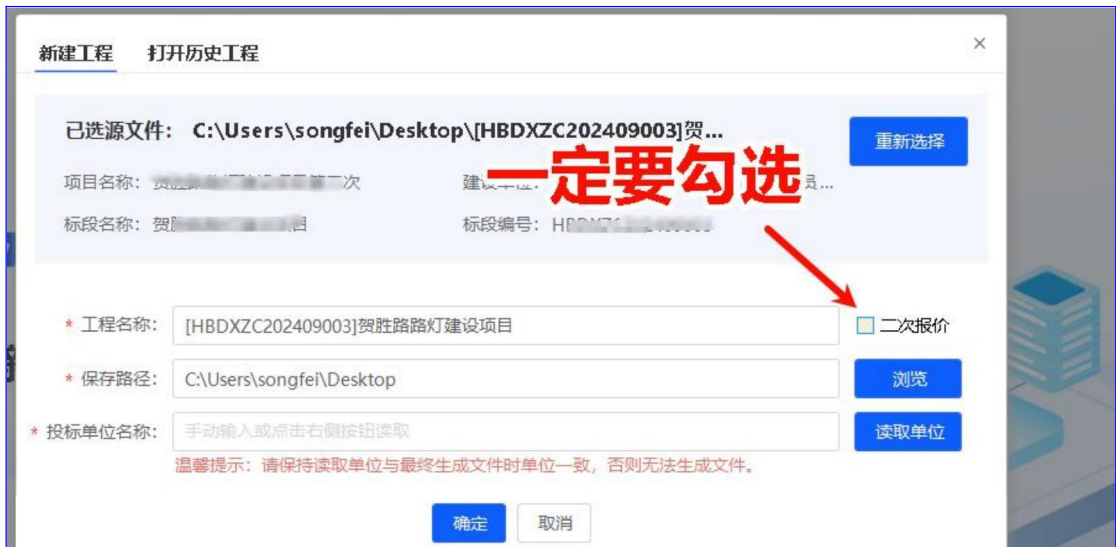 新建工程 打开历史工程
已选源文件： C:\Users\songfei\Desktop\[HBDXZC202409003]贺...
重新选择
一定要勾选
项目名称： 次 建设单位： 员...
标段名称： 贺 目 标段编号： H
* 工程名称： [HBDXZC202409003]贺胜路路灯建设项目 二次报价
* 保存路径： C:\Users\songfei\Desktop 浏览
* 投标单位名称： 手动输入或点击右侧按钮读取 读取单位
温馨提示：请保持读取单位与最终生成文件时单位一致，否则无法生成文件。
确定 取消